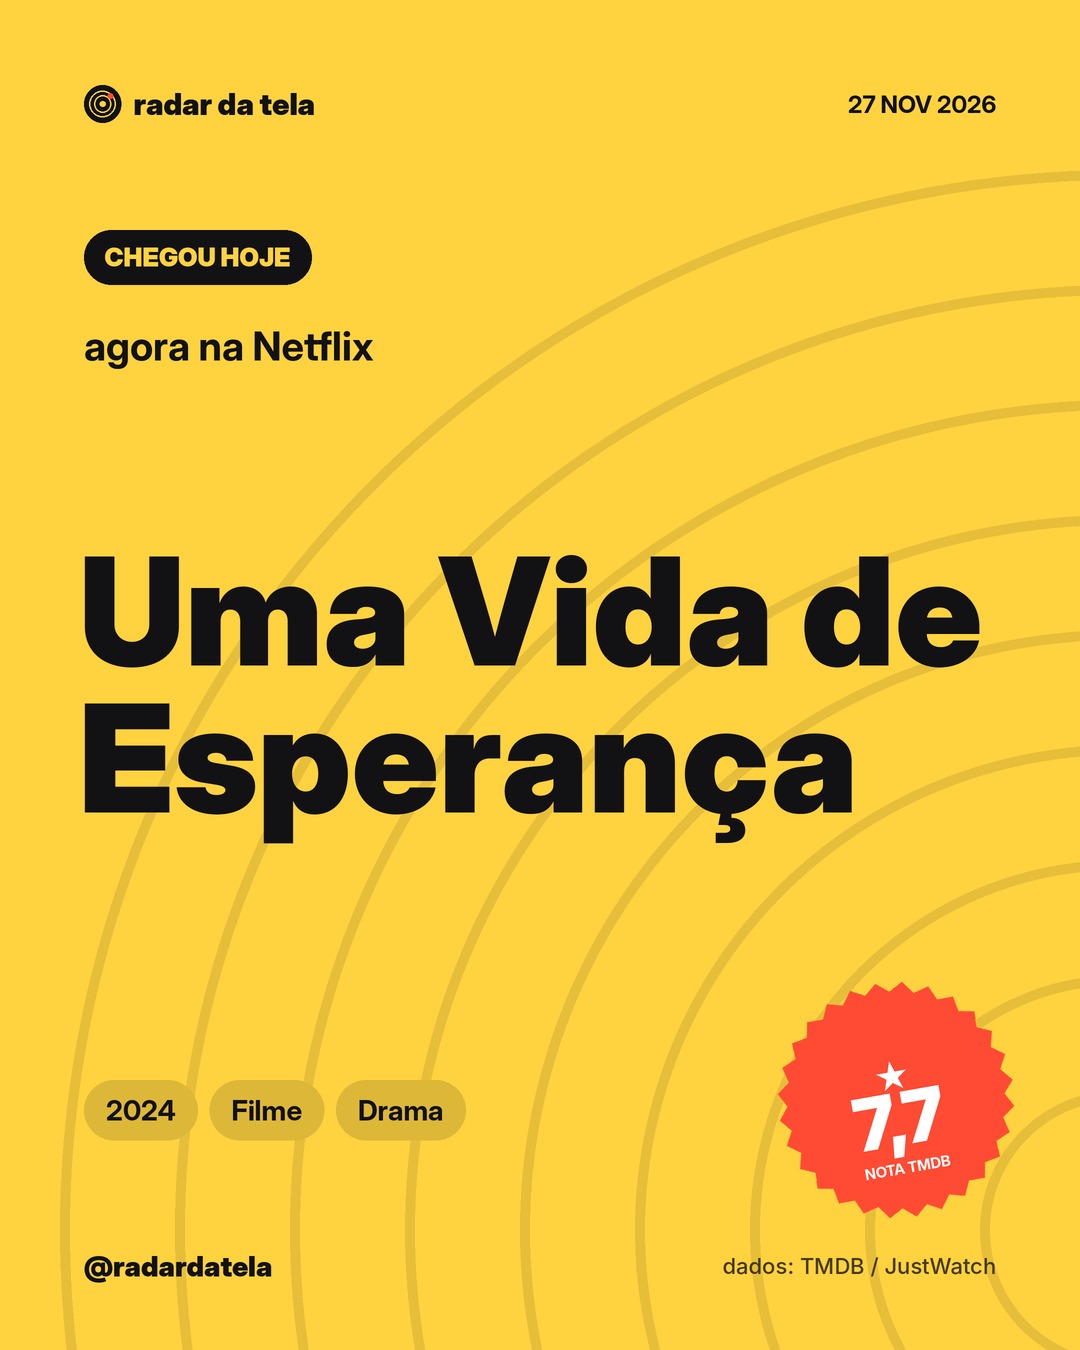 radar da tela
27 NOV 2026
CHEGOU HOJE
agora na Netflix
Uma Vida de
Esperança
2024
Filme
Drama
7,7
NOTA TMDB
@radardatela
dados: TMDB / JustWatch